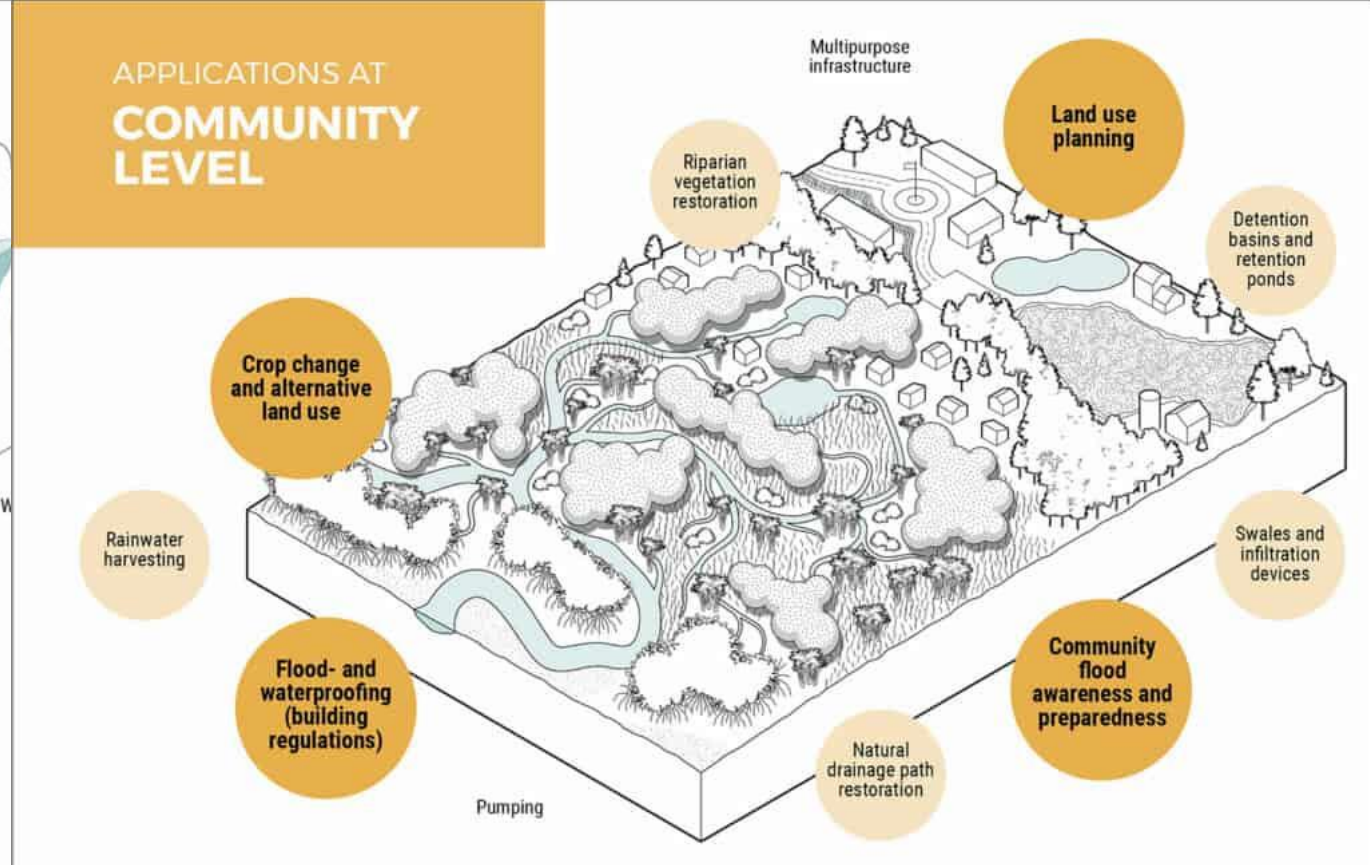 APPLICATIONS AT
COMMUNITY
LEVEL
Multipurpose
infrastructure
Land use
planning
Riparian
vegetation
restoration
Detention
basins and
retention
ponds
Crop change
and alternative
land use
W
Rainwater
harvesting
Swales and
infiltration
devices
Flood- and
waterproofing
(building
regulations)
Community
flood
awareness and
preparedness
Natural
drainage path
restoration
Pumping